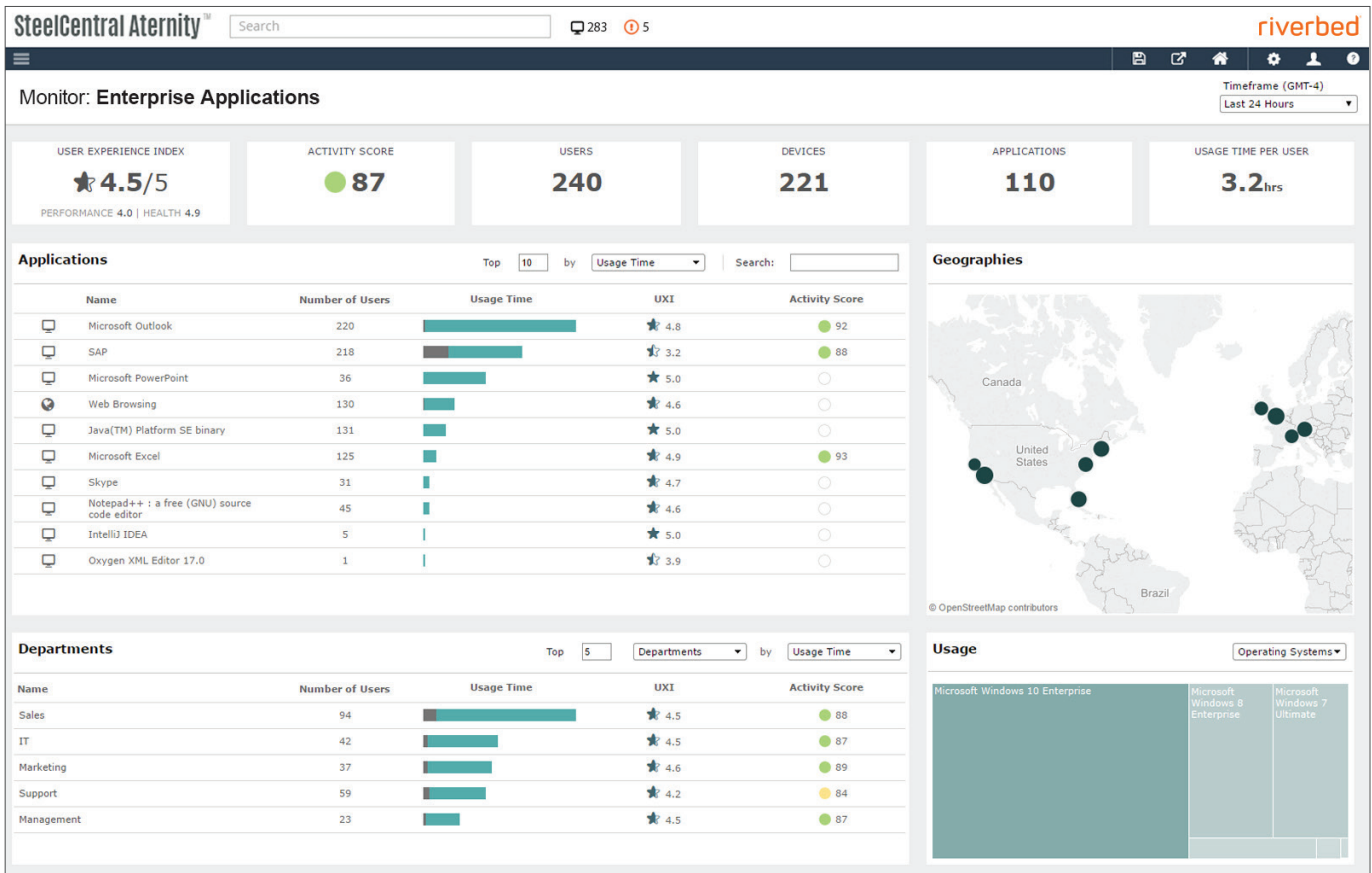 SteelCentral Aternity™ Search 283 5 riverbed
Monitor: Enterprise Applications
Timeframe (GMT-4)
Last 24 Hours
USER EXPERIENCE INDEX ACTIVITY SCORE USERS DEVICES APPLICATIONS USAGE TIME PER USER
4.5/5 87 240 221 110 3.2hrs
PERFORMANCE 4.0 | HEALTH 4.9
Applications Top 10 by Usage Time Search:
Name Number of Users Usage Time UXI Activity Score
Microsoft Outlook 220 4.8 92
SAP 218 3.2 88
Microsoft PowerPoint 36 5.0
Web Browsing 130 4.6
Java(TM) Platform SE binary 131 5.0
Microsoft Excel 125 4.9 93
Skype 31 4.7
Notepad++ : a free (GNU) source
code editor 45 4.6
IntelliJ IDEA 5 5.0
Oxygen XML Editor 17.0 1 3.9
Geographies
Canada
United
States
Brazil
© OpenStreetMap contributors
Departments Top 5 Departments by Usage Time
Name Number of Users Usage Time UXI Activity Score
Sales 94 4.5 88
IT 42 4.5 87
Marketing 37 4.6 89
Support 59 4.2 84
Management 23 4.5 87
Usage Operating Systems
Microsoft Windows 10 Enterprise
Microsoft
Windows 8
Enterprise
Microsoft
Windows 7
Ultimate